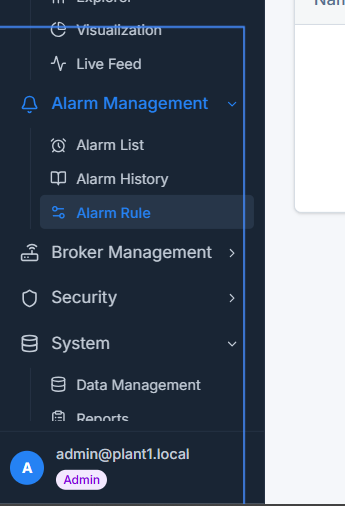 Explorer
Visualization
Live Feed
Alarm Management
Alarm List
Alarm History
Alarm Rule
Broker Management
Security
System
Data Management
Reports
A
admin@plant1.local
Admin